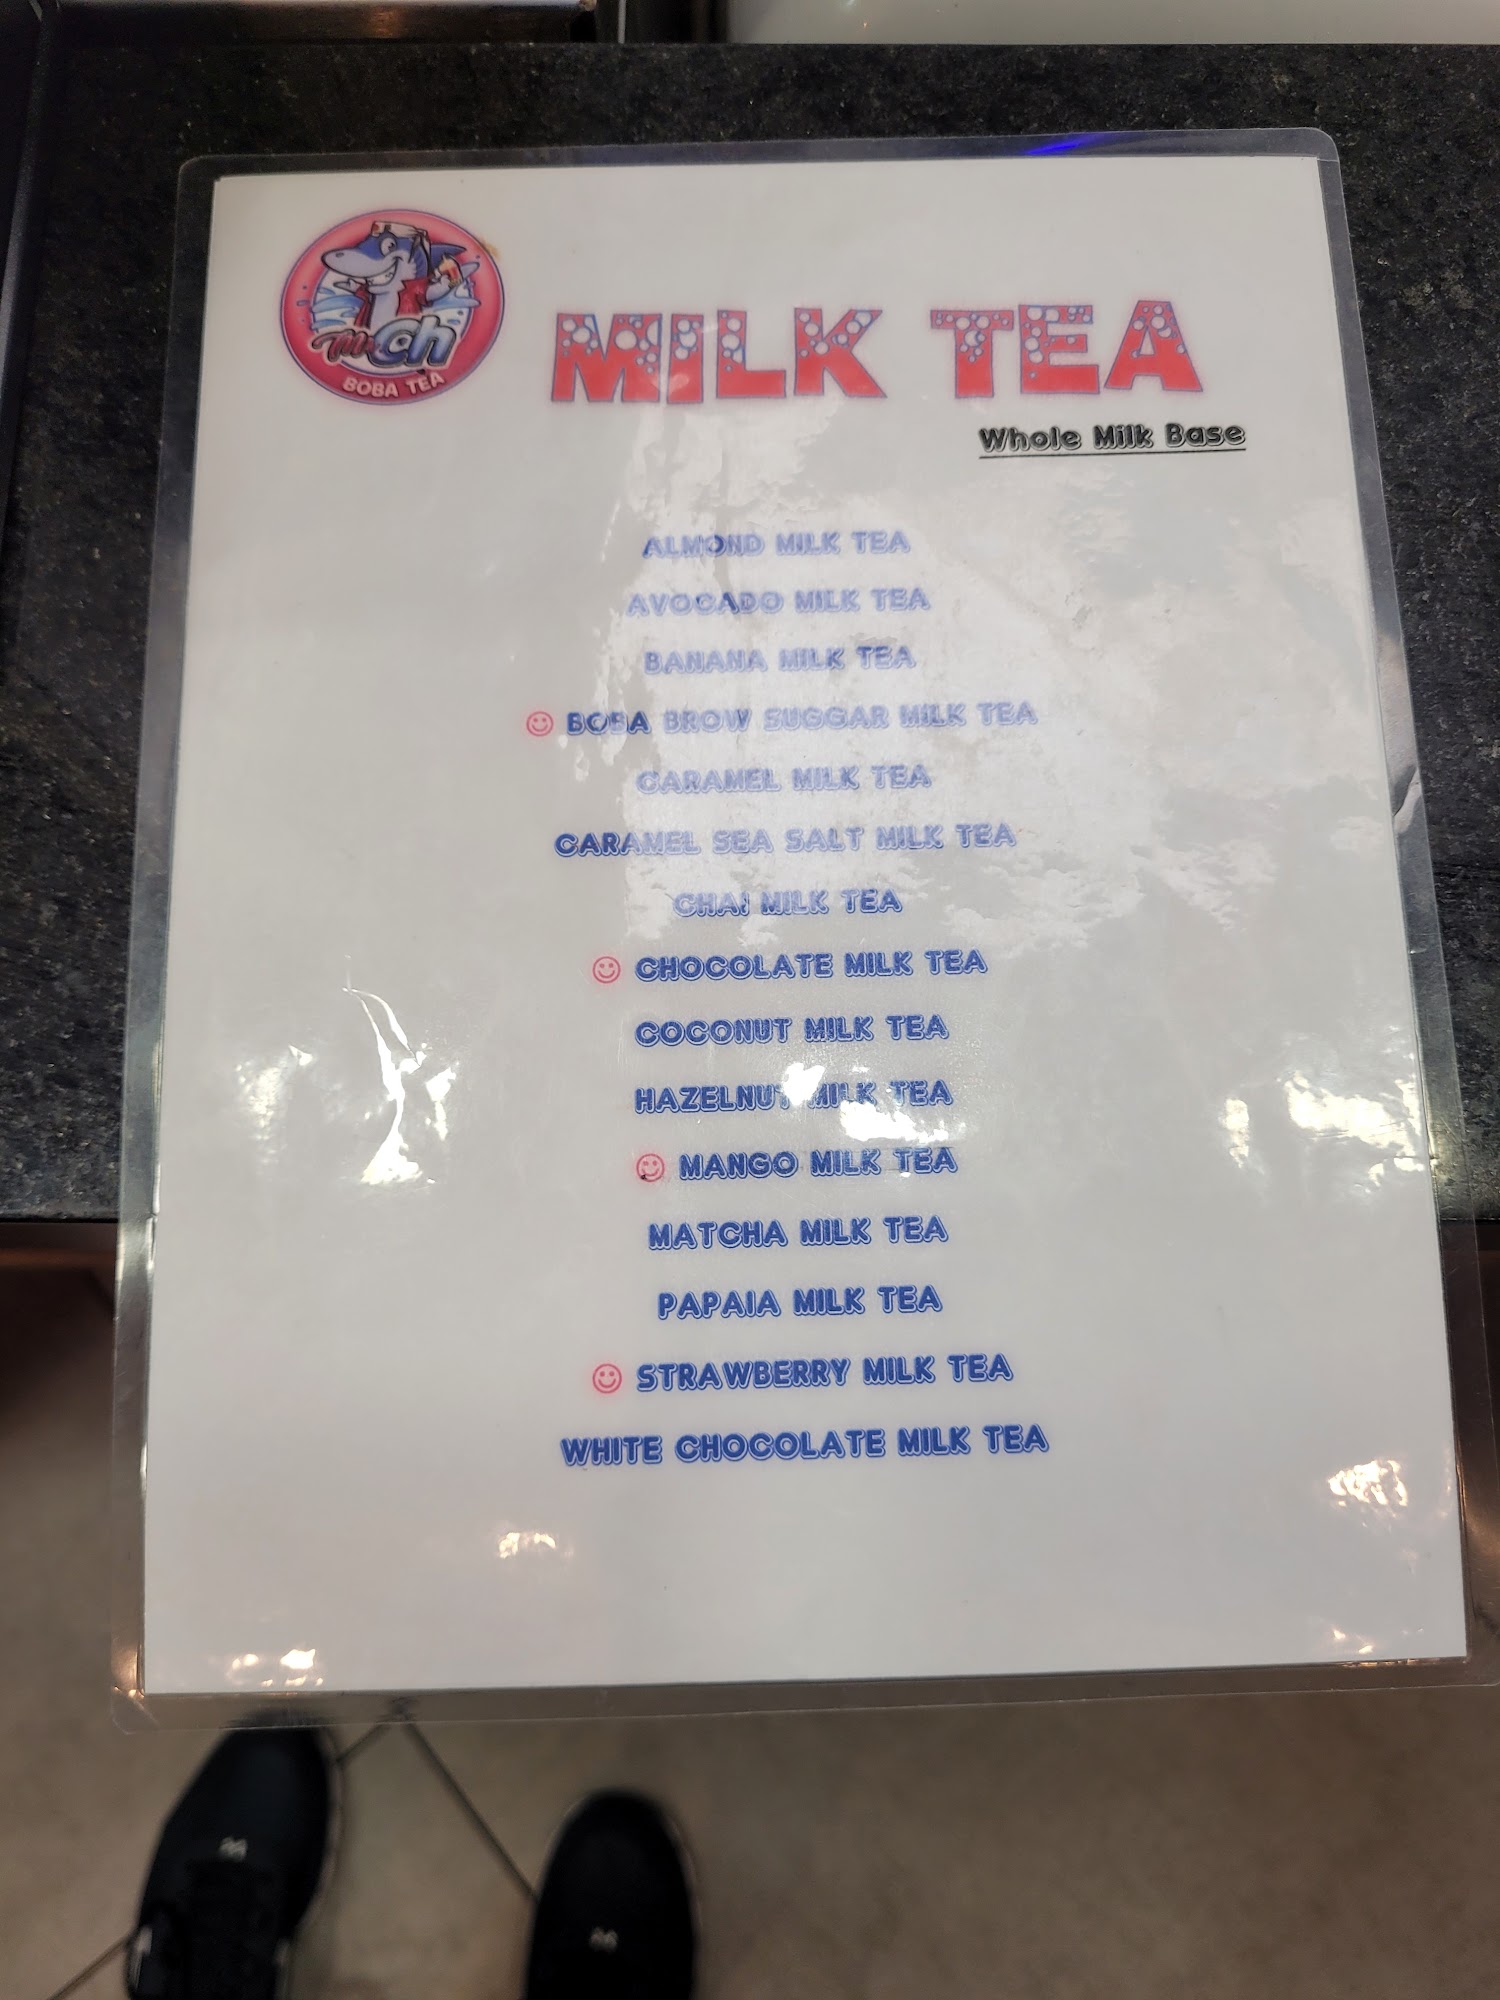 Mr Ch
BOBA TEA
MILK TEA
Whole Milk Base
ALMOND MILK TEA
AVOCADO MILK TEA
BANANA MILK TEA
BOBA BROW SUGGAR MILK TEA
CARAMEL MILK TEA
CARAMEL SEA SALT MILK TEA
CHAI MILK TEA
CHOCOLATE MILK TEA
COCONUT MILK TEA
HAZELNUT MILK TEA
MANGO MILK TEA
MATCHA MILK TEA
PAPAIA MILK TEA
STRAWBERRY MILK TEA
WHITE CHOCOLATE MILK TEA